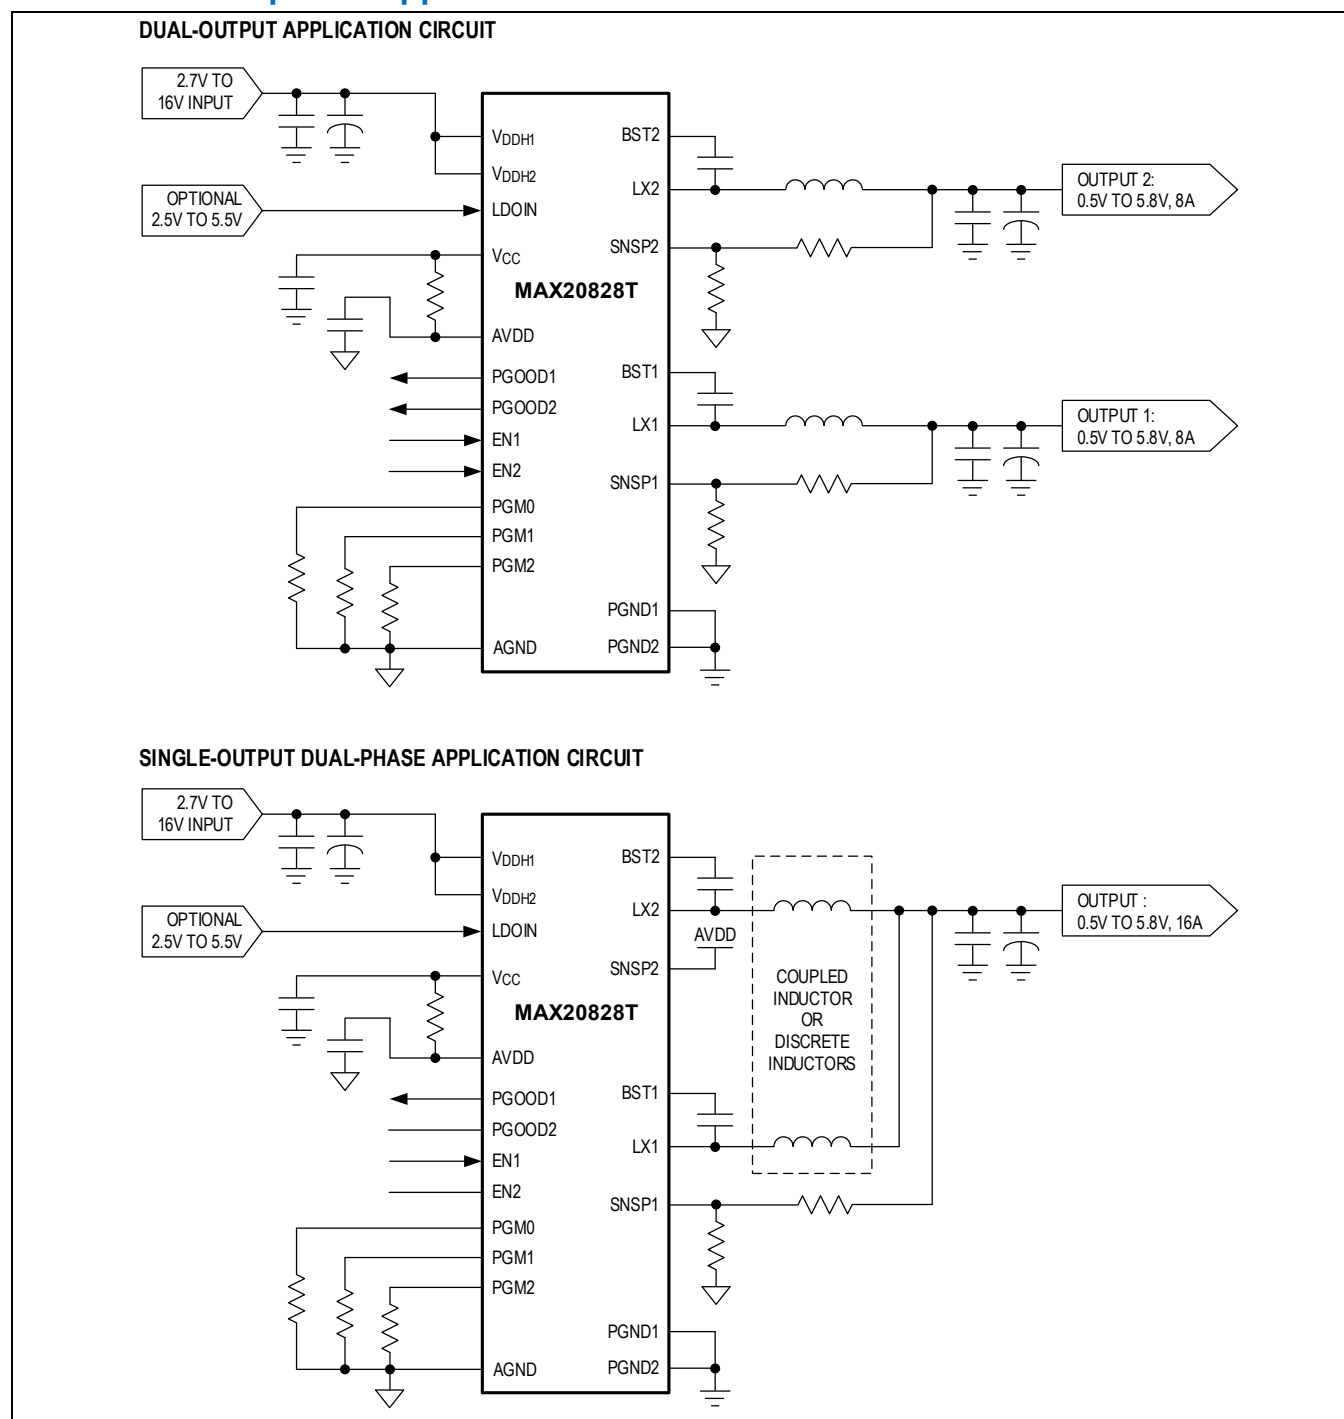 DUAL-OUTPUT APPLICATION CIRCUIT
2.7V TO
16V INPUT
OPTIONAL
2.5V TO 5.5V
VDDH1
VDDH2
LDOIN
VCC
MAX20828T
AVDD
PGOOD1
PGOOD2
EN1
EN2
PGM0
PGM1
PGM2
AGND
BST2
LX2
SNSP2
BST1
LX1
SNSP1
PGND1
PGND2
OUTPUT 2:
0.5V TO 5.8V, 8A
OUTPUT 1:
0.5V TO 5.8V, 8A
SINGLE-OUTPUT DUAL-PHASE APPLICATION CIRCUIT
2.7V TO
16V INPUT
OPTIONAL
2.5V TO 5.5V
VDDH1
VDDH2
LDOIN
VCC
MAX20828T
AVDD
PGOOD1
PGOOD2
EN1
EN2
PGM0
PGM1
PGM2
AGND
BST2
LX2
AVDD
SNSP2
BST1
LX1
SNSP1
PGND1
PGND2
COUPLED
INDUCTOR
OR
DISCRETE
INDUCTORS
OUTPUT :
0.5V TO 5.8V, 16A